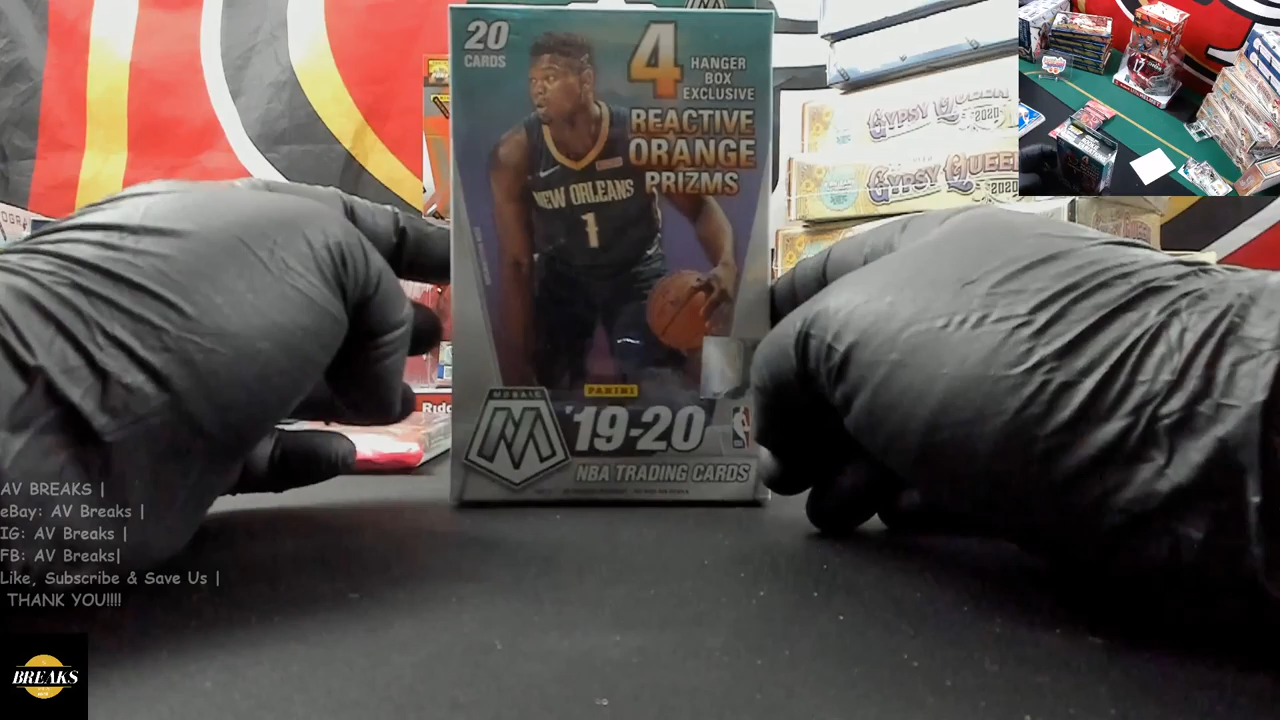 20
CARDS
4
HANGER
BOX
EXCLUSIVE
REACTIVE
ORANGE
PRIZMS
NEW ORLEANS
1
PANINI
MOSAIC
'19-20
NBA TRADING CARDS
GYPSY QUEEN
2020
GYPSY QUEEN
2020
AV BREAKS |
eBay: AV Breaks |
IG: AV Breaks |
FB: AV Breaks|
Like, Subscribe & Save Us |
THANK YOU!!!!
BREAKS